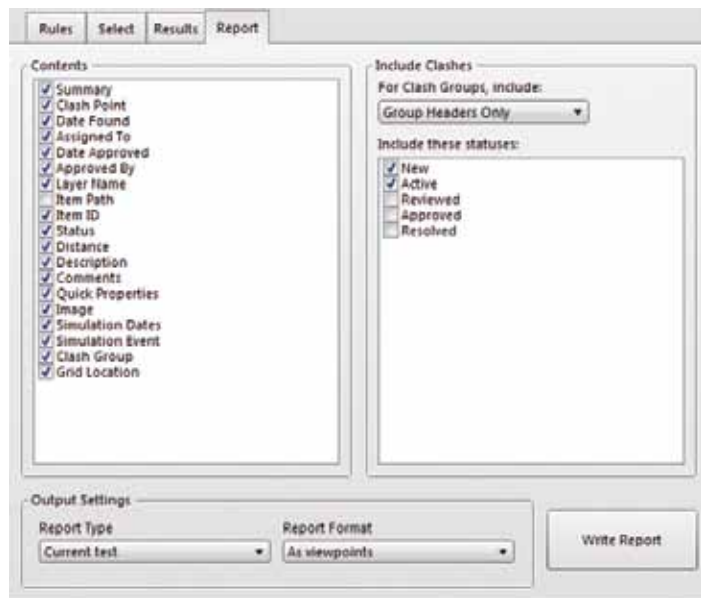 Rules Select Results Report
Contents
Summary
Clash Point
Date Found
Assigned To
Date Approved
Approved By
Layer Name
Item Path
Item ID
Status
Distance
Description
Comments
Quick Properties
Image
Simulation Dates
Simulation Event
Clash Group
Grid Location
Include Clashes
For Clash Groups, include:
Group Headers Only
Include these statuses:
New
Active
Reviewed
Approved
Resolved
Output Settings
Report Type
Current test
Report Format
As viewpoints
Write Report